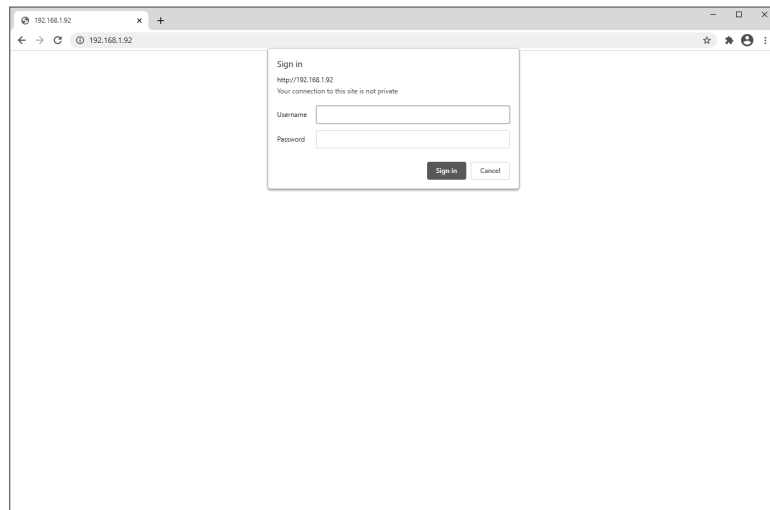 192.168.1.92
192.168.1.92
Sign in
http://192.168.1.92
Your connection to this site is not private
Username
Password
Sign in
Cancel